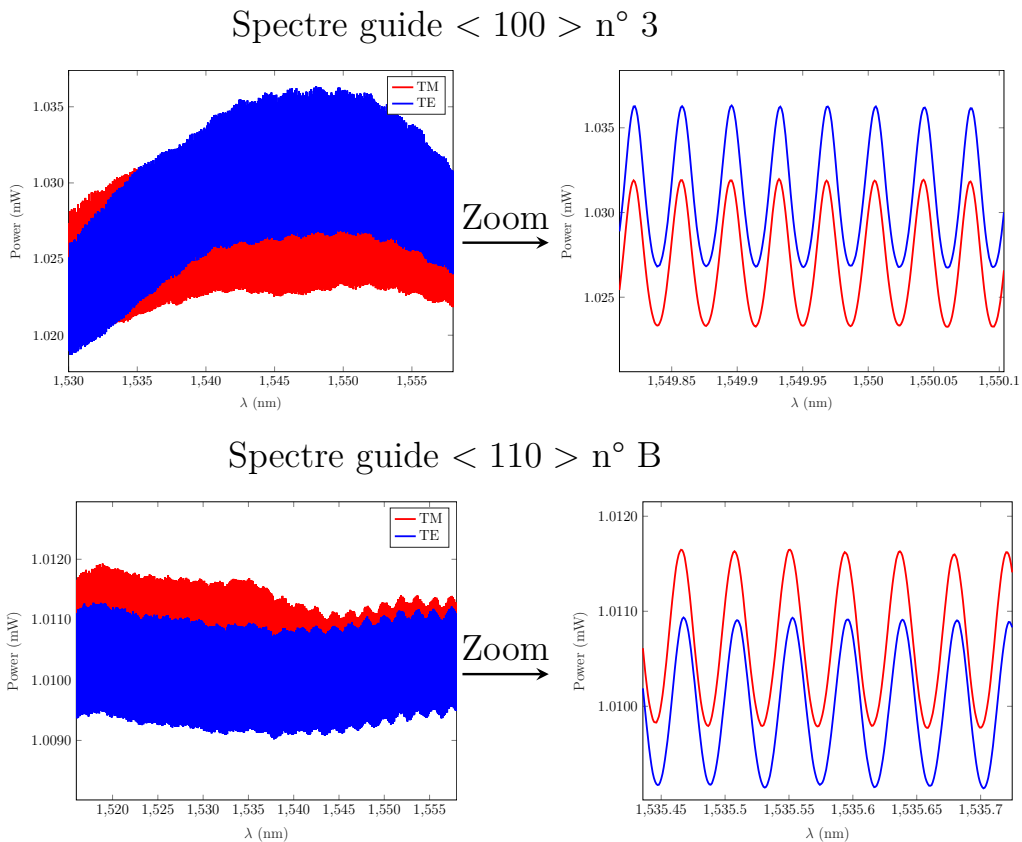 Spectre guide < 100 > n° 3
TM
TE
1.035
1.030
1.025
1.020
Power (mW)
1,530 1,535 1,540 1,545 1,550 1,555
λ (nm)
Zoom
1.035
1.030
1.025
Power (mW)
1,549.85 1,549.9 1,549.95 1,550 1,550.05 1,550.1
λ (nm)
Spectre guide < 110 > n° B
TM
TE
1.0120
1.0110
1.0100
1.0090
Power (mW)
1,520 1,525 1,530 1,535 1,540 1,545 1,550 1,555
λ (nm)
Zoom
1.0120
1.0110
1.0100
Power (mW)
1,535.45 1,535.5 1,535.55 1,535.6 1,535.65 1,535.7
λ (nm)